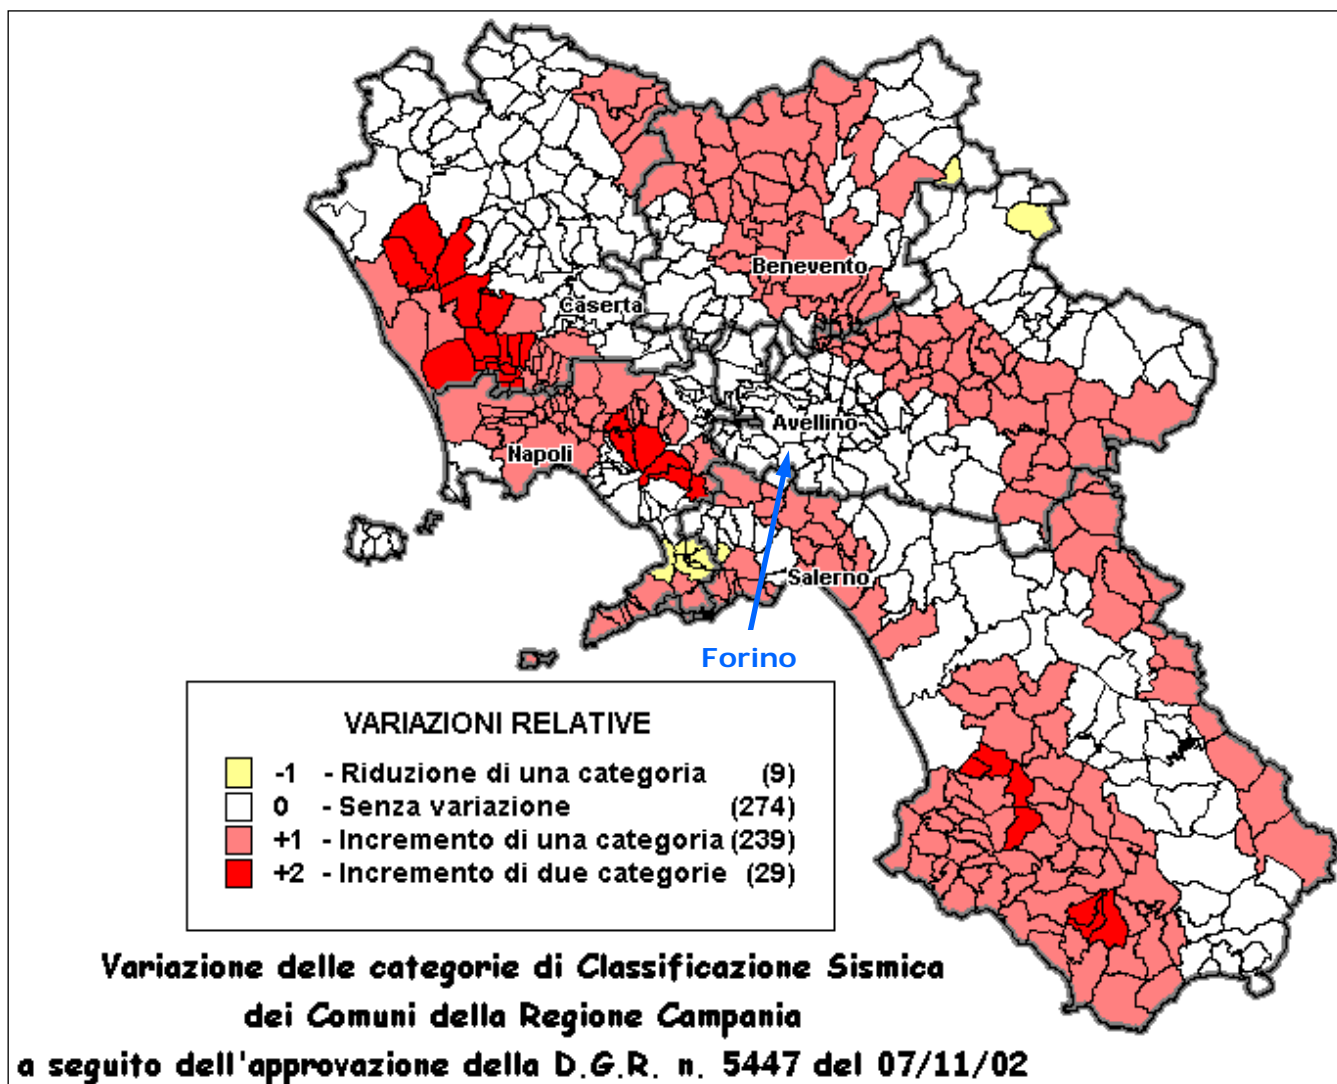 Benevento
Caserta
Avellino
Napoli
Salerno
Forino
VARIAZIONI RELATIVE
-1 - Riduzione di una categoria (9)
0 - Senza variazione (274)
+1 - Incremento di una categoria (239)
+2 - Incremento di due categorie (29)
Variazione delle categorie di Classificazione Sismica
dei Comuni della Regione Campania
a seguito dell'approvazione della D.G.R. n. 5447 del 07/11/02